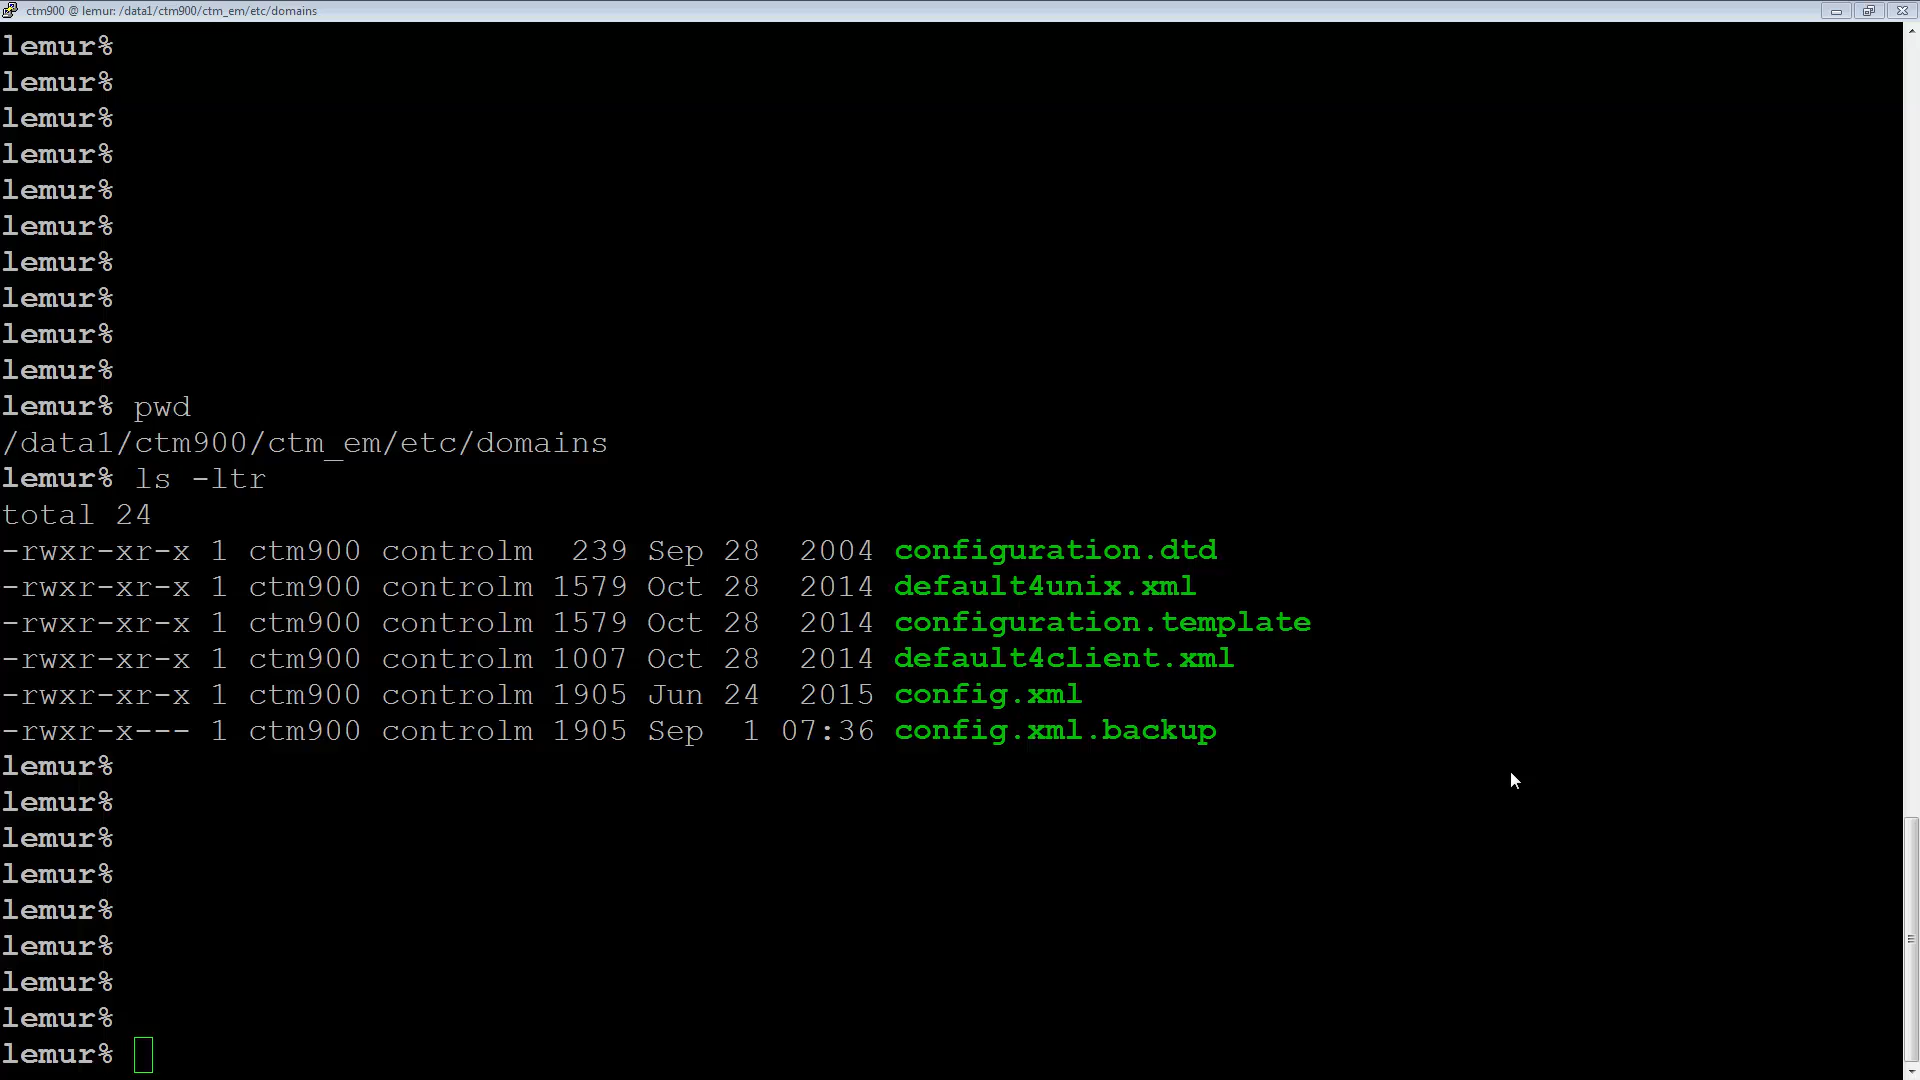 ctm900 @ lemur: /data1/ctm900/ctm_em/etc/domains
lemur%
lemur%
lemur%
lemur%
lemur%
lemur%
lemur%
lemur%
lemur%
lemur%
lemur% pwd
/data1/ctm900/ctm_em/etc/domains
lemur% ls -ltr
total 24
-rwxr-xr-x 1 ctm900 controlm  239 Sep 28  2004 configuration.dtd
-rwxr-xr-x 1 ctm900 controlm 1579 Oct 28  2014 default4unix.xml
-rwxr-xr-x 1 ctm900 controlm 1579 Oct 28  2014 configuration.template
-rwxr-xr-x 1 ctm900 controlm 1007 Oct 28  2014 default4client.xml
-rwxr-xr-x 1 ctm900 controlm 1905 Jun 24  2015 config.xml
-rwxr-x--- 1 ctm900 controlm 1905 Sep  1 07:36 config.xml.backup
lemur%
lemur%
lemur%
lemur%
lemur%
lemur%
lemur%
lemur%
lemur%